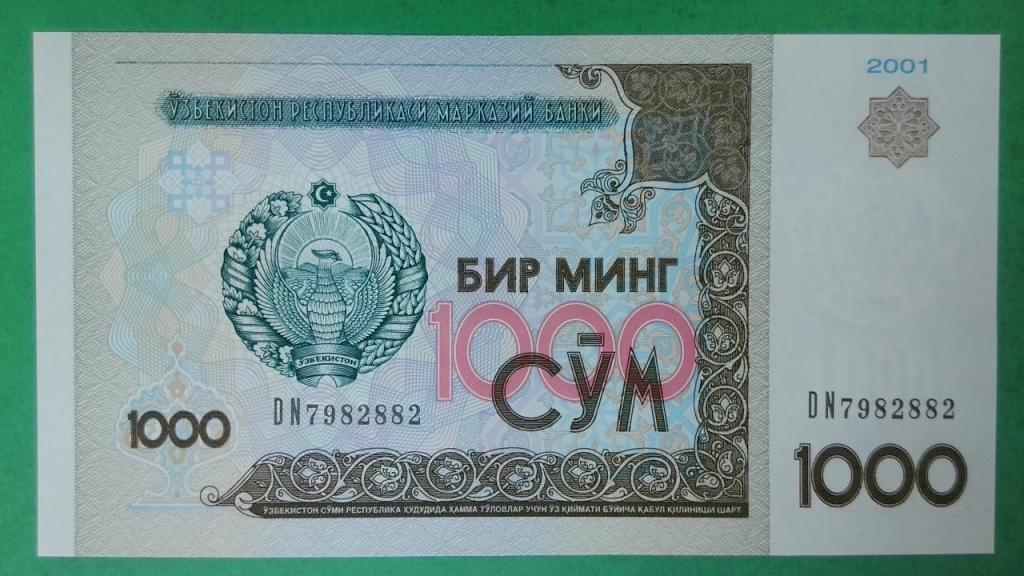 2001
ЎЗБЕКИСТОН РЕСПУБЛИКАСИ МАРКАЗИЙ БАНКИ
БИР МИНГ
1000
СЎМ
ЎЗБЕКИСТОН
DN7982882
DN7982882
1000
1000
ЎЗБЕКИСТОН СЎМИ РЕСПУБЛИКА ҲУДУДИДА ҲАММА ТЎЛОВЛАР УЧУН ЎЗ ҚИЙМАТИ БЎЙИЧА ҚАБУЛ ҚИЛИНИШИ ШАРТ